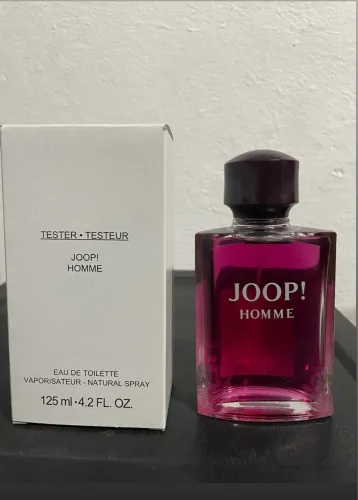 TESTER • TESTEUR
JOOP!
HOMME
EAU DE TOILETTE
VAPORISATEUR - NATURAL SPRAY
125 ml • 4.2 FL. OZ.
JOOP!
HOMME